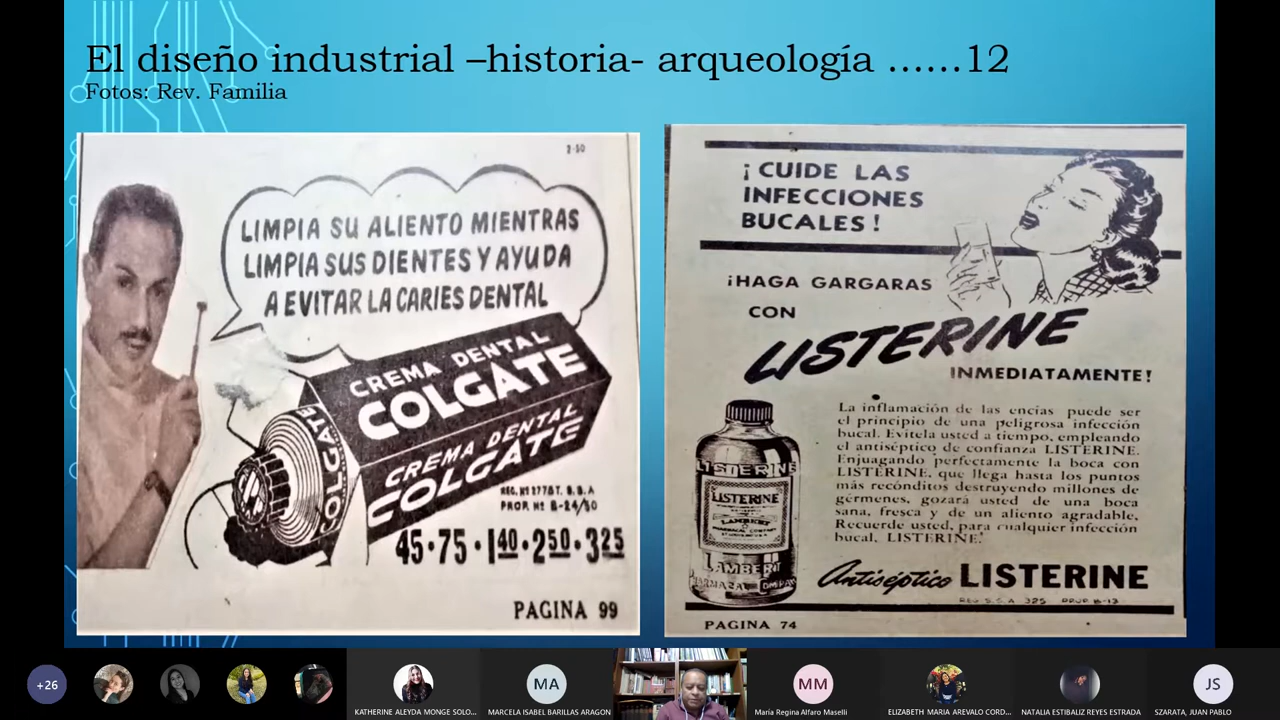 El diseño industrial –historia- arqueología ……12
Fotos: Rev. Familia
2-50
LIMPIA SU ALIENTO MIENTRAS
LIMPIA SUS DIENTES Y AYUDA
A EVITAR LA CARIES DENTAL
CREMA DENTAL
COLGATE
CREMA DENTAL
COLGATE
COLGATE
PROP. Nº B-24/50
45·75·140·250·325
PAGINA 99
¡CUIDE LAS
INFECCIONES
BUCALES!
¡HAGA GARGARAS
CON
LISTERINE
INMEDIATAMENTE!
La inflamación de las encías puede ser
el principio de una peligrosa infección
bucal. Evítela usted a tiempo, empleando
el antiséptico de confianza LISTERINE.
Enjuagando perfectamente la boca con
LISTERINE, que llega hasta los puntos
más recónditos destruyendo millones de
gérmenes, gozará usted de una boca
sana, fresca y de un aliento agradable.
Recuerde usted, para cualquier infección
bucal, LISTERINE.
LISTERINE
LISTERINE
LAMBERT
LAMBERT
Antiséptico LISTERINE
PAGINA 74
+26
KATHERINE ALEYDA MONGE SOLO...
MA
MARCELA ISABEL BARILLAS ARAGON
MM
María Regina Alfaro Maselli
ELIZABETH MARIA AREVALO CORD...
NATALIA ESTIBALIZ REYES ESTRADA
JS
SZARATA, JUAN PABLO